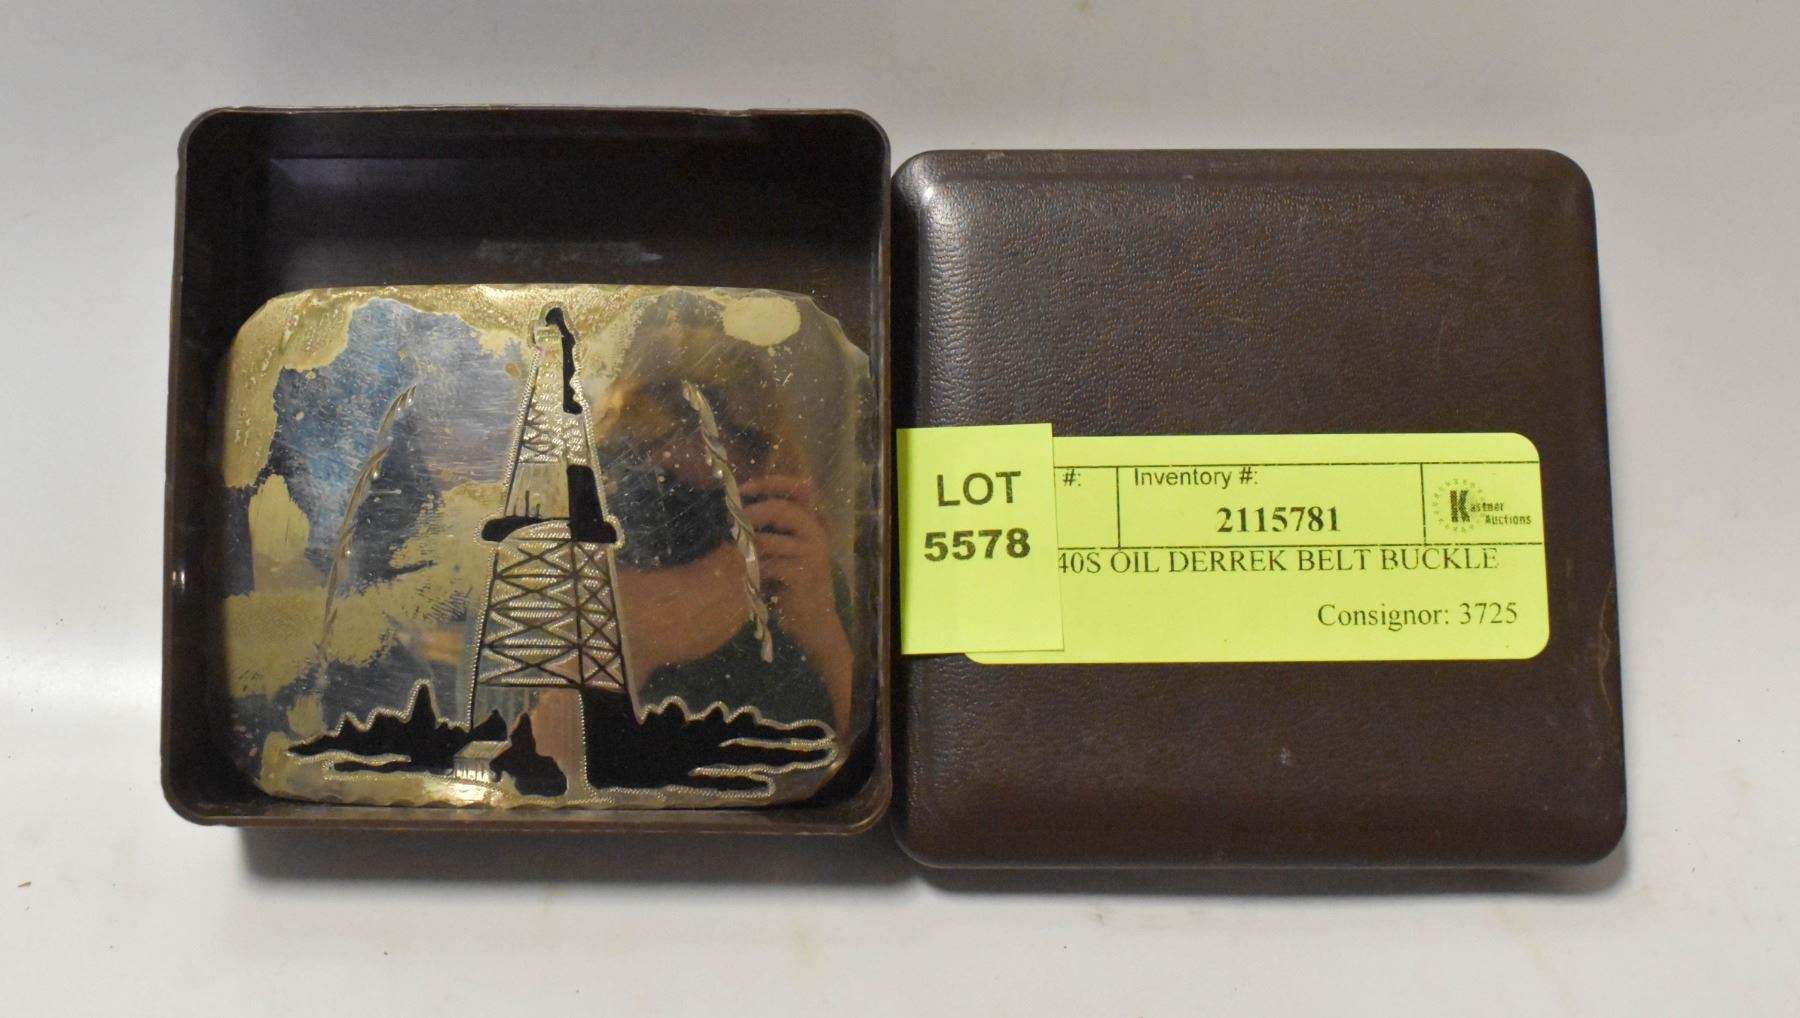 LOT
5578
#:
Inventory #:
2115781
Kastner
Auctions
40S OIL DERREK BELT BUCKLE
Consignor: 3725